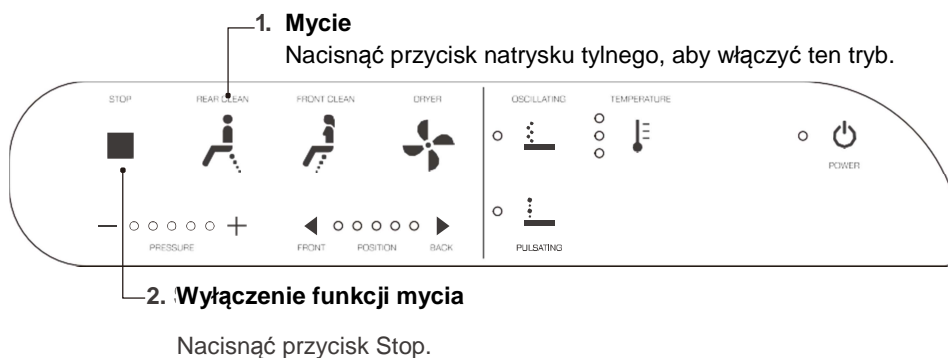 1. Mycie
Nacisnąć przycisk natrysku tylnego, aby włączyć ten tryb.
STOP REAR CLEAN FRONT CLEAN DRYER OSCILLATING TEMPERATURE
POWER
PRESSURE FRONT POSITION BACK PULSATING
2. Wyłączenie funkcji mycia
Nacisnąć przycisk Stop.